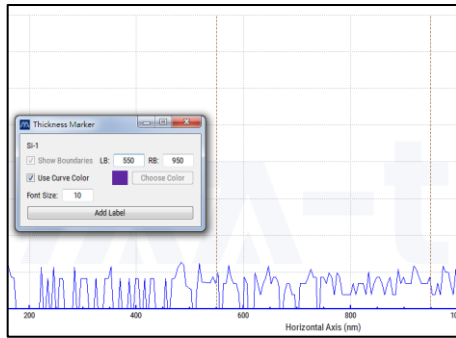 Thickness Marker
Si-1
Show Boundaries LB: 550 RB: 950
Use Curve Color Choose Color
Font Size: 10
Add Label
200 400 600 800
Horizontal Axis (nm)